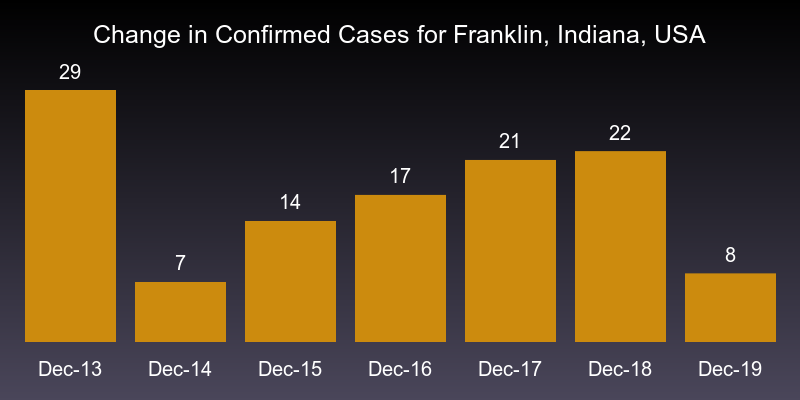 Change in Confirmed Cases for Franklin, Indiana, USA
29
7
14
17
21
22
8
Dec-13
Dec-14
Dec-15
Dec-16
Dec-17
Dec-18
Dec-19